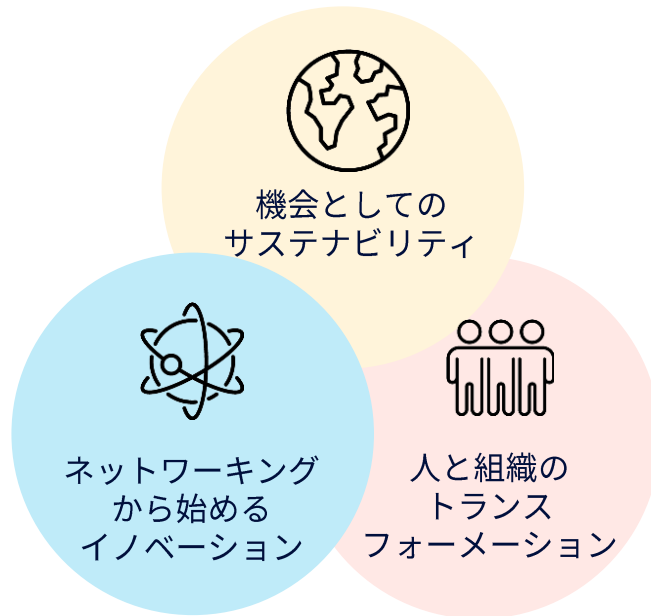 機会としての
サステナビリティ
ネットワーキング
から始める
イノベーション
人と組織の
トランス
フォーメーション